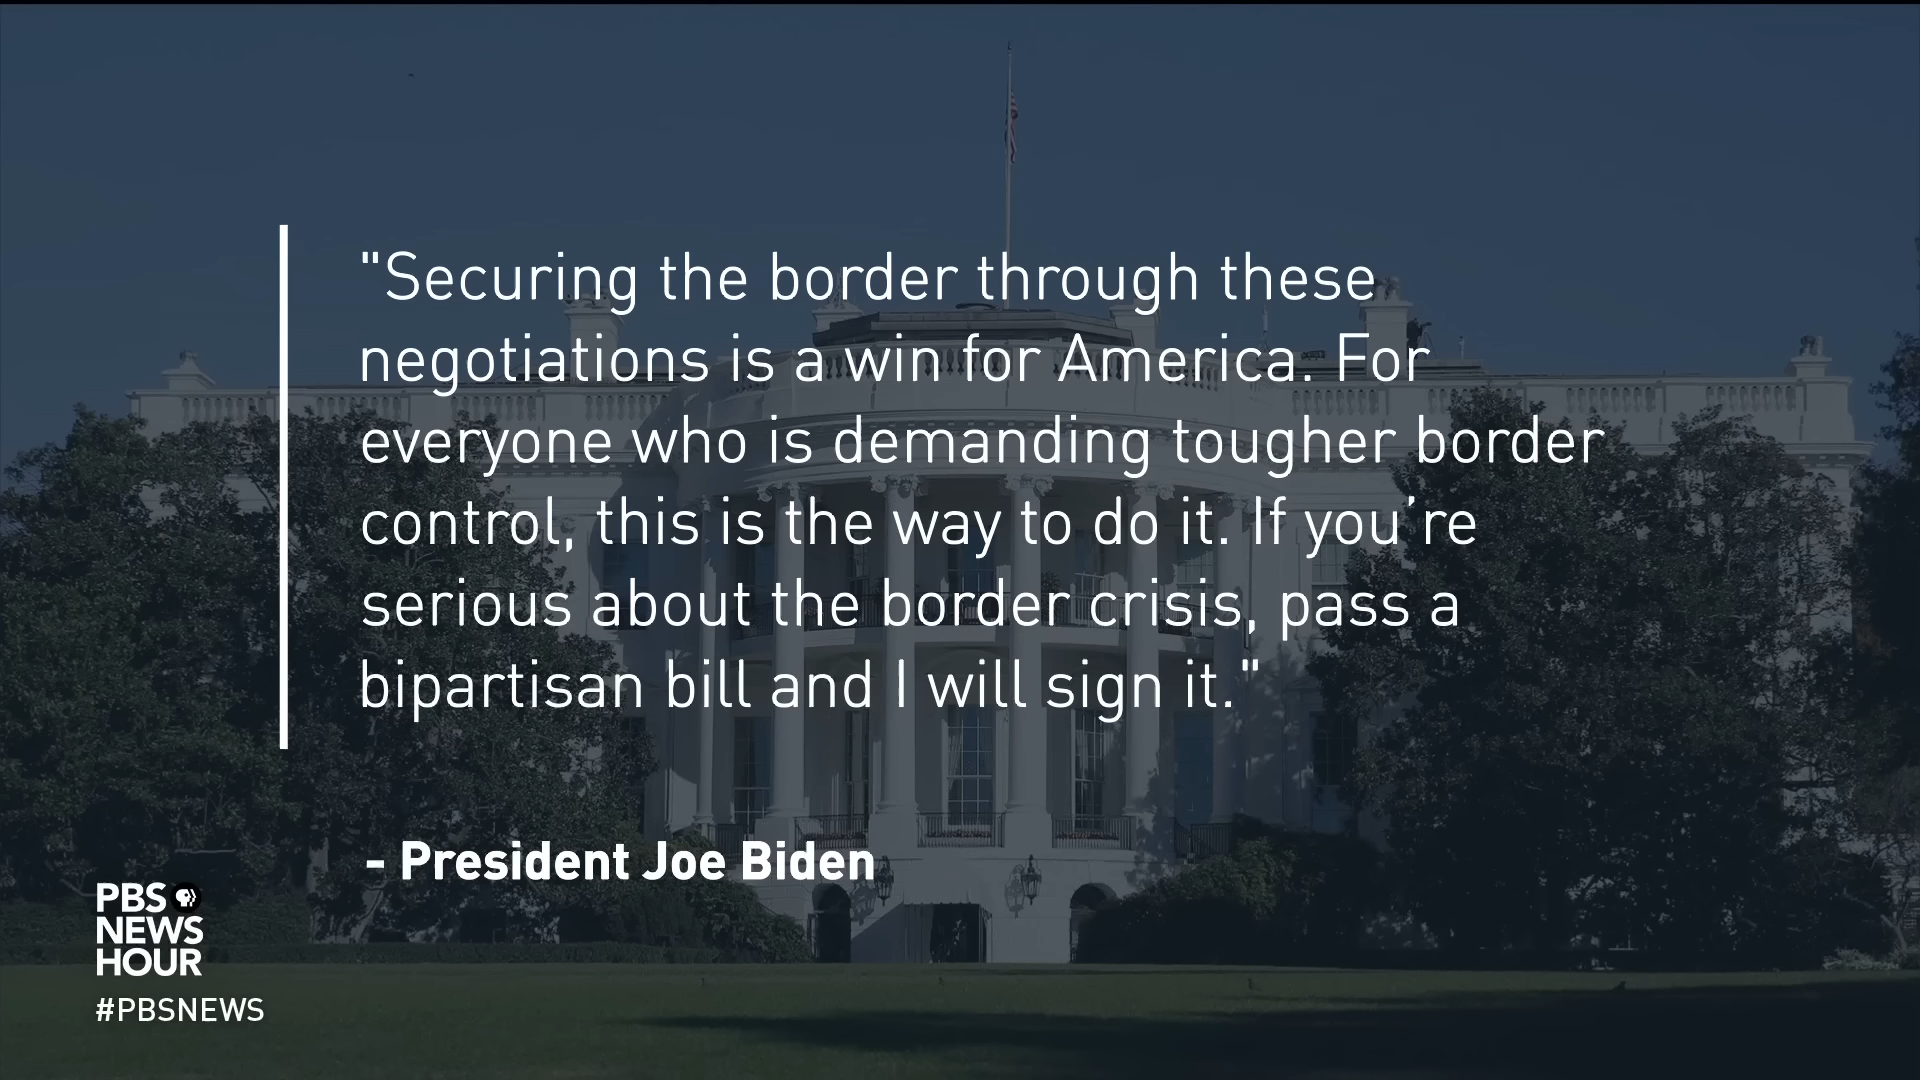 "Securing the border through these
negotiations is a win for America. For
everyone who is demanding tougher border
control, this is the way to do it. If you’re
serious about the border crisis, pass a
bipartisan bill and I will sign it."
- President Joe Biden
PBS
NEWS
HOUR
#PBSNEWS